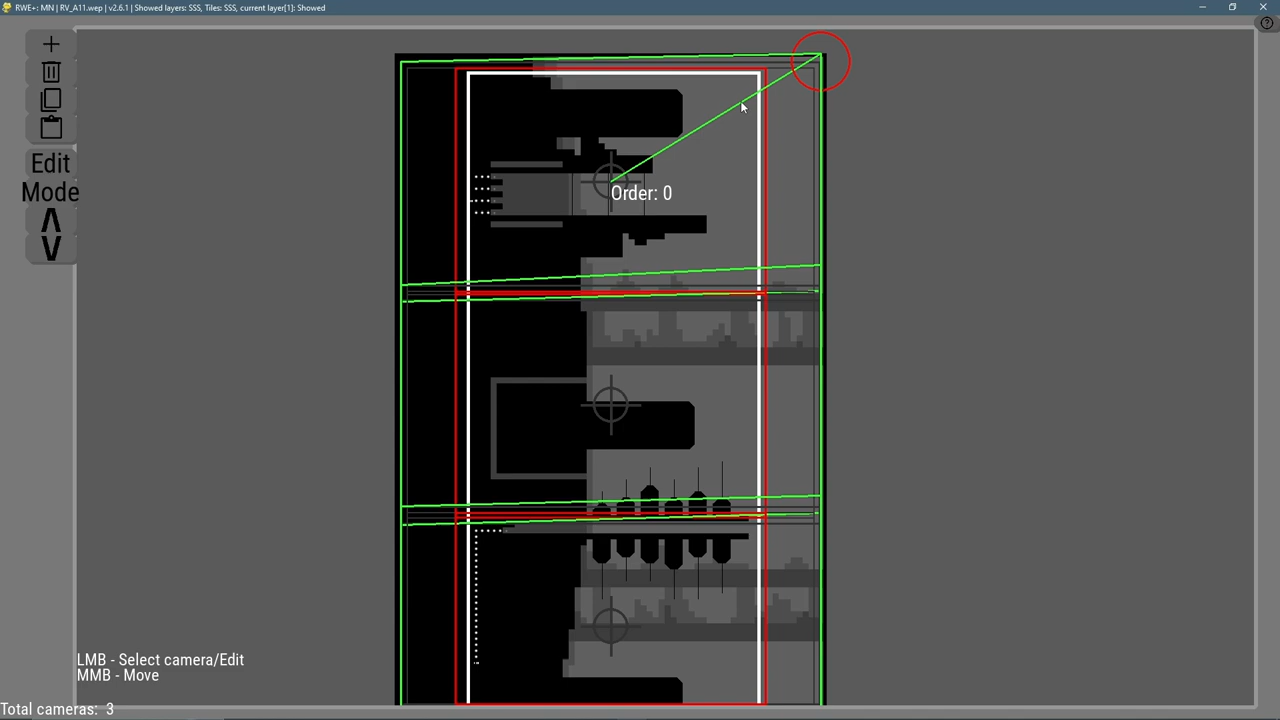 RWE+: MN | RV_A11.wep | v2.6.1 | Showed layers: SSS, Tiles: SSS, current layer[1]: Showed
Edit
Mode
Order: 0
LMB - Select camera/Edit
MMB - Move
Total cameras: 3